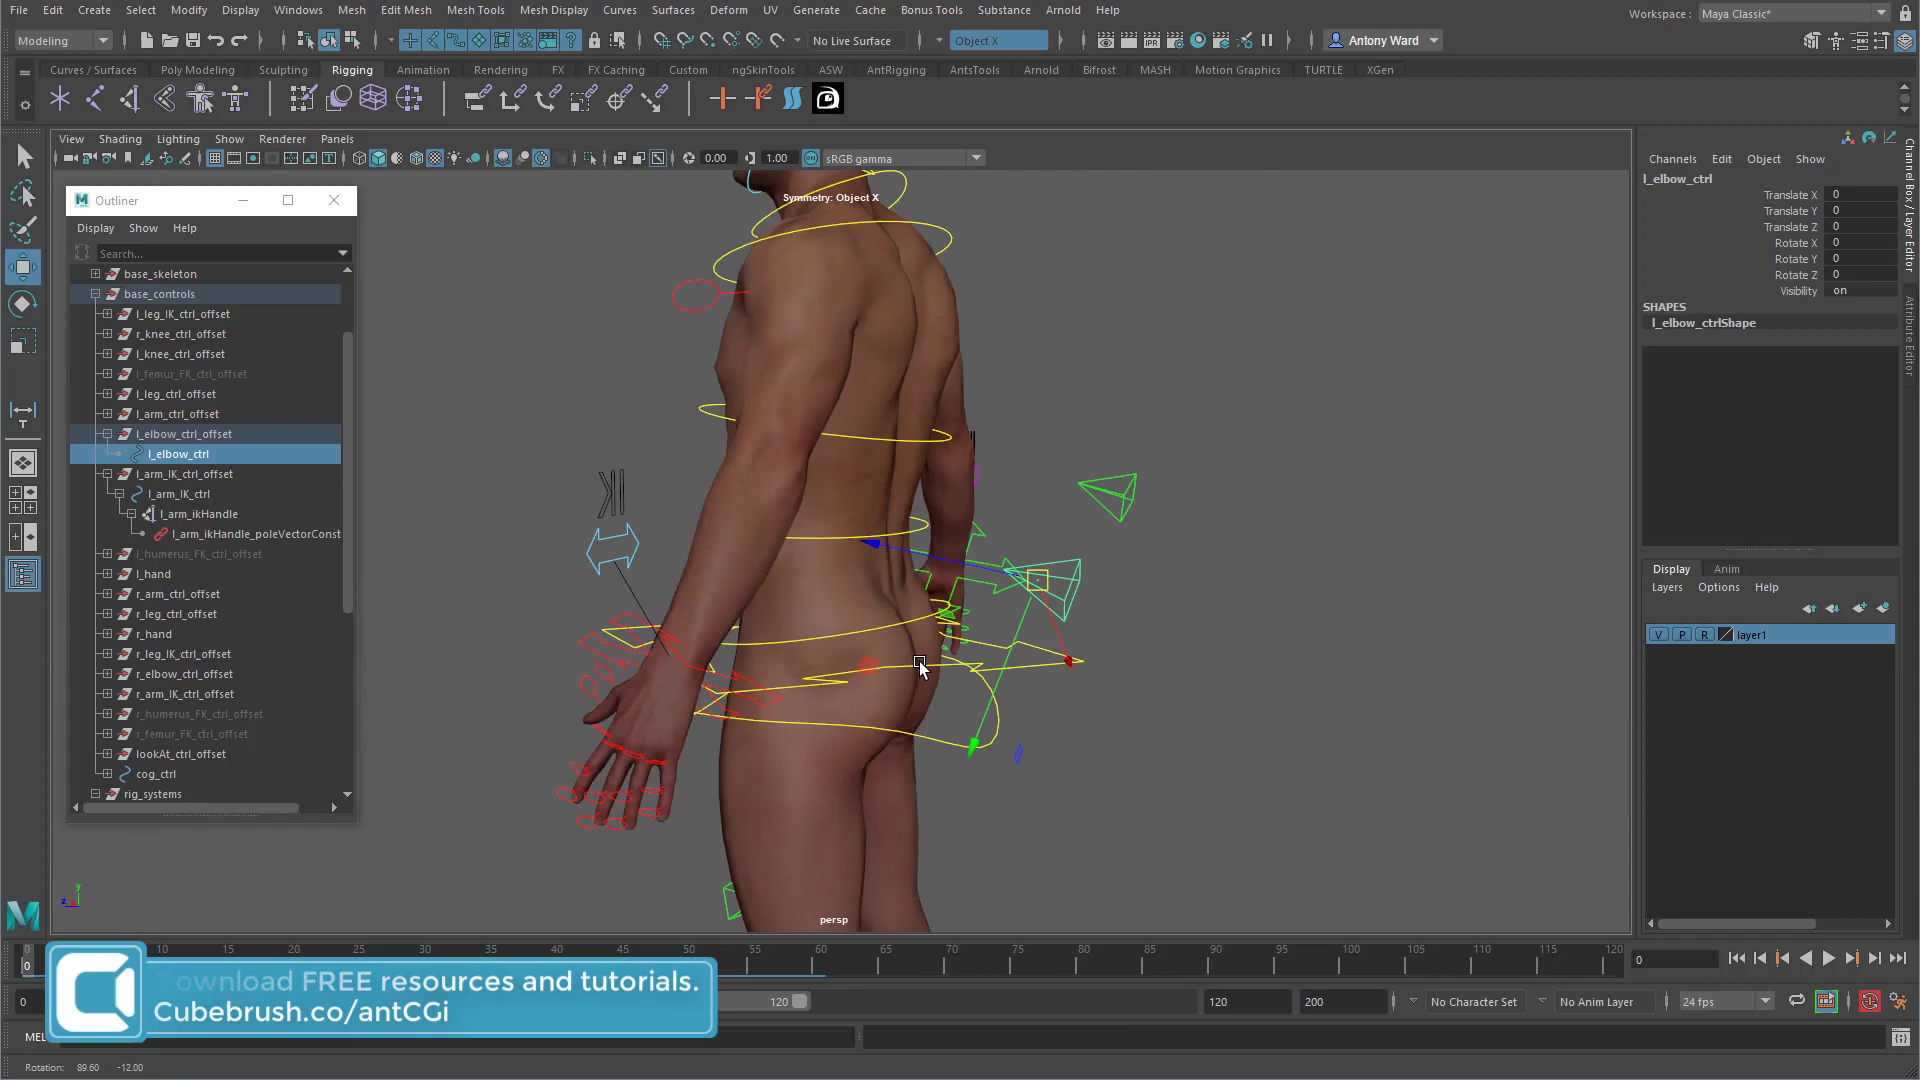 File Edit Create Select Modify Display Windows Mesh Edit Mesh Mesh Tools Mesh Display Curves Surfaces Deform UV Generate Cache Bonus Tools Substance Arnold Help
Workspace : Maya Classic*
Modeling
No Live Surface
Object X
Antony Ward
Curves / Surfaces Poly Modeling Sculpting Rigging Animation Rendering FX FX Caching Custom ngSkinTools ASW AntRigging AntsTools Arnold Bifrost MASH Motion Graphics TURTLE XGen
View Shading Lighting Show Renderer Panels
0.00 1.00 sRGB gamma
Symmetry: Object X
persp
Outliner
Display Show Help
Search...
base_skeleton
base_controls
l_leg_IK_ctrl_offset
r_knee_ctrl_offset
l_knee_ctrl_offset
l_femur_FK_ctrl_offset
l_leg_ctrl_offset
l_arm_ctrl_offset
l_elbow_ctrl_offset
l_elbow_ctrl
l_arm_IK_ctrl_offset
l_arm_IK_ctrl
l_arm_ikHandle
l_arm_ikHandle_poleVectorConst
l_humerus_FK_ctrl_offset
l_hand
r_arm_ctrl_offset
r_leg_ctrl_offset
r_hand
r_leg_IK_ctrl_offset
r_elbow_ctrl_offset
r_arm_IK_ctrl_offset
r_humerus_FK_ctrl_offset
r_femur_FK_ctrl_offset
lookAt_ctrl_offset
cog_ctrl
rig_systems
Channels Edit Object Show
l_elbow_ctrl
Translate X 0
Translate Y 0
Translate Z 0
Rotate X 0
Rotate Y 0
Rotate Z 0
Visibility on
SHAPES
l_elbow_ctrlShape
Channel Box / Layer Editor
Attribute Editor
Display Anim
Layers Options Help
V P R layer1
0 10 15 20 25 30 35 40 45 50 55 60 65 70 75 80 85 90 95 100 105 110 115 120
0
0
0 120 120 200 No Character Set No Anim Layer 24 fps
Download FREE resources and tutorials.
Cubebrush.co/antCGi
MEL
Rotation: 89.60 -12.00